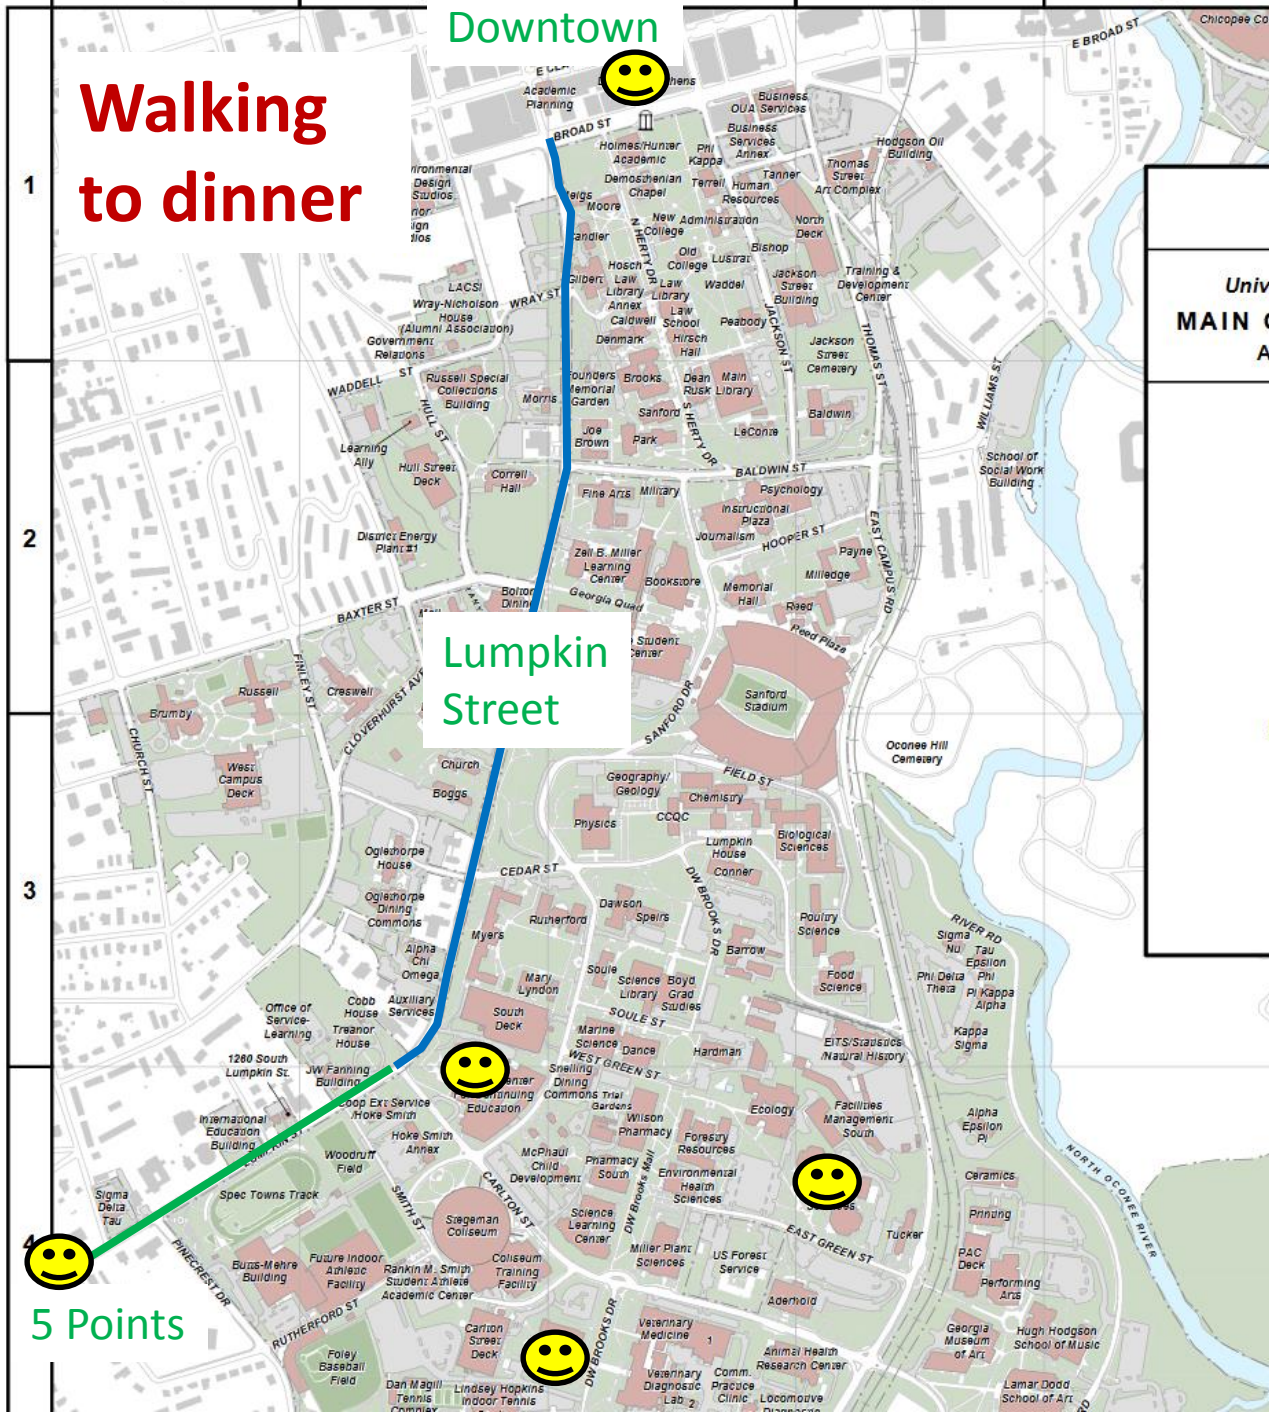 Downtown
Walking
to dinner
Lumpkin
Street
5 Points
1
2
3
4
Chicopee Co
E BROAD ST
Academic
Planning
BROAD ST
Business
OUA Services
Business
Services
Annex
Phi
Kappa
Holmes/Hunter
Academic
Demosthenian
Chapel
Terrell
Human
Resources
Tanner
Thomas
Street
Art Complex
Hodgson Oil
Building
Moore
New
College
Administration
North
Deck
N HERTY DR
Old
College
Lustrat
Bishop
Hosch
Law
Library
Annex
Law
Library
Waddel
Jackson
Street
Building
Training &
Development
Center
Gilbert
Caldwell
Law
School
Peabody
JACKSON ST
THOMAS ST
Denmark
Hirsch
Hall
Jackson
Street
Cemetery
LACSI
Wray-Nicholson
House
(Alumni Association)
WRAY ST
Government
Relations
WADDELL ST
Russell Special
Collections
Building
Morris
Founders
Memorial
Garden
Brooks
Dean
Rusk
Main
Library
Sanford
S HERTY DR
Baldwin
HULL ST
Learning
Ally
Hull Street
Deck
Correll
Hall
Joe
Brown
Park
LeConte
BALDWIN ST
WILLIAMS ST
School of
Social Work
Building
Univ
MAIN
A
Fine Arts
Military
Psychology
Instructional
Plaza
Journalism
HOOPER ST
EAST CAMPUS RD
Payne
District Energy
Plant #1
Zell B. Miller
Learning
Center
Bookstore
Memorial
Hall
Milledge
Reed
Reed Plaza
Georgia Quad
BAXTER ST
Bolton
Dining
Student
Center
Sanford
Stadium
SANFORD DR
FINLEY ST
Russell
Creswell
CLOVERHURST AVE
Brumby
CHURCH ST
West
Campus
Deck
Church
Boggs
Oconee Hill
Cemetery
FIELD ST
Geography/
Geology
Chemistry
Physics
CCQC
Lumpkin
House
Biological
Sciences
Conner
Oglethorpe
House
CEDAR ST
DW BROOKS DR
Oglethorpe
Dining
Commons
Myers
Rutherford
Dawson
Speirs
Barrow
Poultry
Science
RIVER RD
Sigma
Nu
Tau
Epsilon
Phi
Alpha
Chi
Omega
Mary
Lyndon
Soule
Science
Library
Boyd
Grad
Studies
Food
Science
Phi Delta
Theta
Pi Kappa
Alpha
Office of
Service-
Learning
Cobb
House
Auxiliary
Services
Treanor
House
South
Deck
SOULE ST
Marine
Science
Dance
Hardman
EITS/Statistics
/Natural History
Kappa
Sigma
1260 South
Lumpkin St.
JW Fanning
Building
WEST GREEN ST
Snelling
Dining
Commons
Trial
Gardens
Coop Ext Service
/Hoke Smith
Education
Wilson
Pharmacy
Ecology
Facilities
Management
South
Alpha
Epsilon
Pi
International
Education
Building
LUMPKIN ST
Hoke Smith
Annex
Woodruff
Field
McPhaul
Child
Development
Pharmacy
South
DW Brooks Mall
Forestry
Resources
Environmental
Health
Sciences
NORTH OCONEE RIVER
Ceramics
Sigma
Delta
Tau
Spec Towns Track
SMITH ST
CARLTON ST
Stegeman
Coliseum
Science
Learning
Center
Printing
EAST GREEN ST
Tucker
PINECREST DR
Butts-Mehre
Building
Future Indoor
Athletic
Facility
Rankin M. Smith
Student Athlete
Academic Center
Coliseum
Training
Facility
Miller Plant
Sciences
US Forest
Service
PAC
Deck
Performing
Arts
Aderhold
RUTHERFORD ST
Carlton
Street
Deck
DW BROOKS DR
Veterinary
Medicine
1
Animal Health
Research Center
Georgia
Museum
of Art
Hugh Hodgson
School of Music
Foley
Baseball
Field
Dan Magill
Tennis
Complex
Lindsey Hopkins
Indoor Tennis
Veterinary
Diagnostic
Lab 2
Comm.
Practice
Clinic
Locomotive
Diagnostic
Lamar Dodd
School of Art